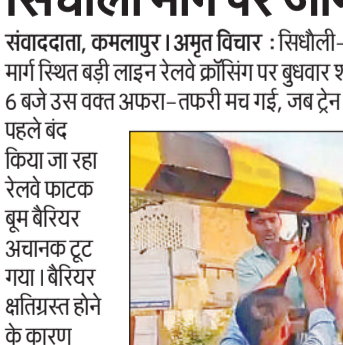 सिधौली मार्ग पर
संवाददाता, कमलापुर। अमृत विचार : सिधौली-
मार्ग स्थित बड़ी लाइन रेलवे क्रॉसिंग पर बुधवार
6 बजे उस वक्त अफरा-तफरी मच गई, जब ट्रेन
पहले बंद
किया जा रहा
रेलवे फाटक
बूम बैरियर
अचानक टूट
गया। बैरियर
क्षतिग्रस्त होने
के कारण